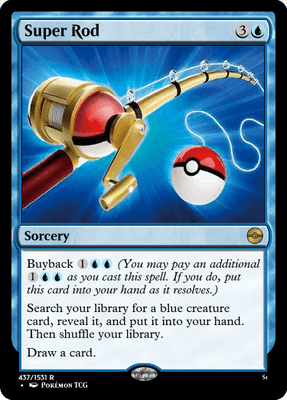 Super Rod 3
Sorcery
Buyback 1 (You may pay an additional
1 as you cast this spell. If you do, put
this card into your hand as it resolves.)
Search your library for a blue creature
card, reveal it, and put it into your hand.
Then shuffle your library.
Draw a card.
437/1531 R
• Pokémon TCG